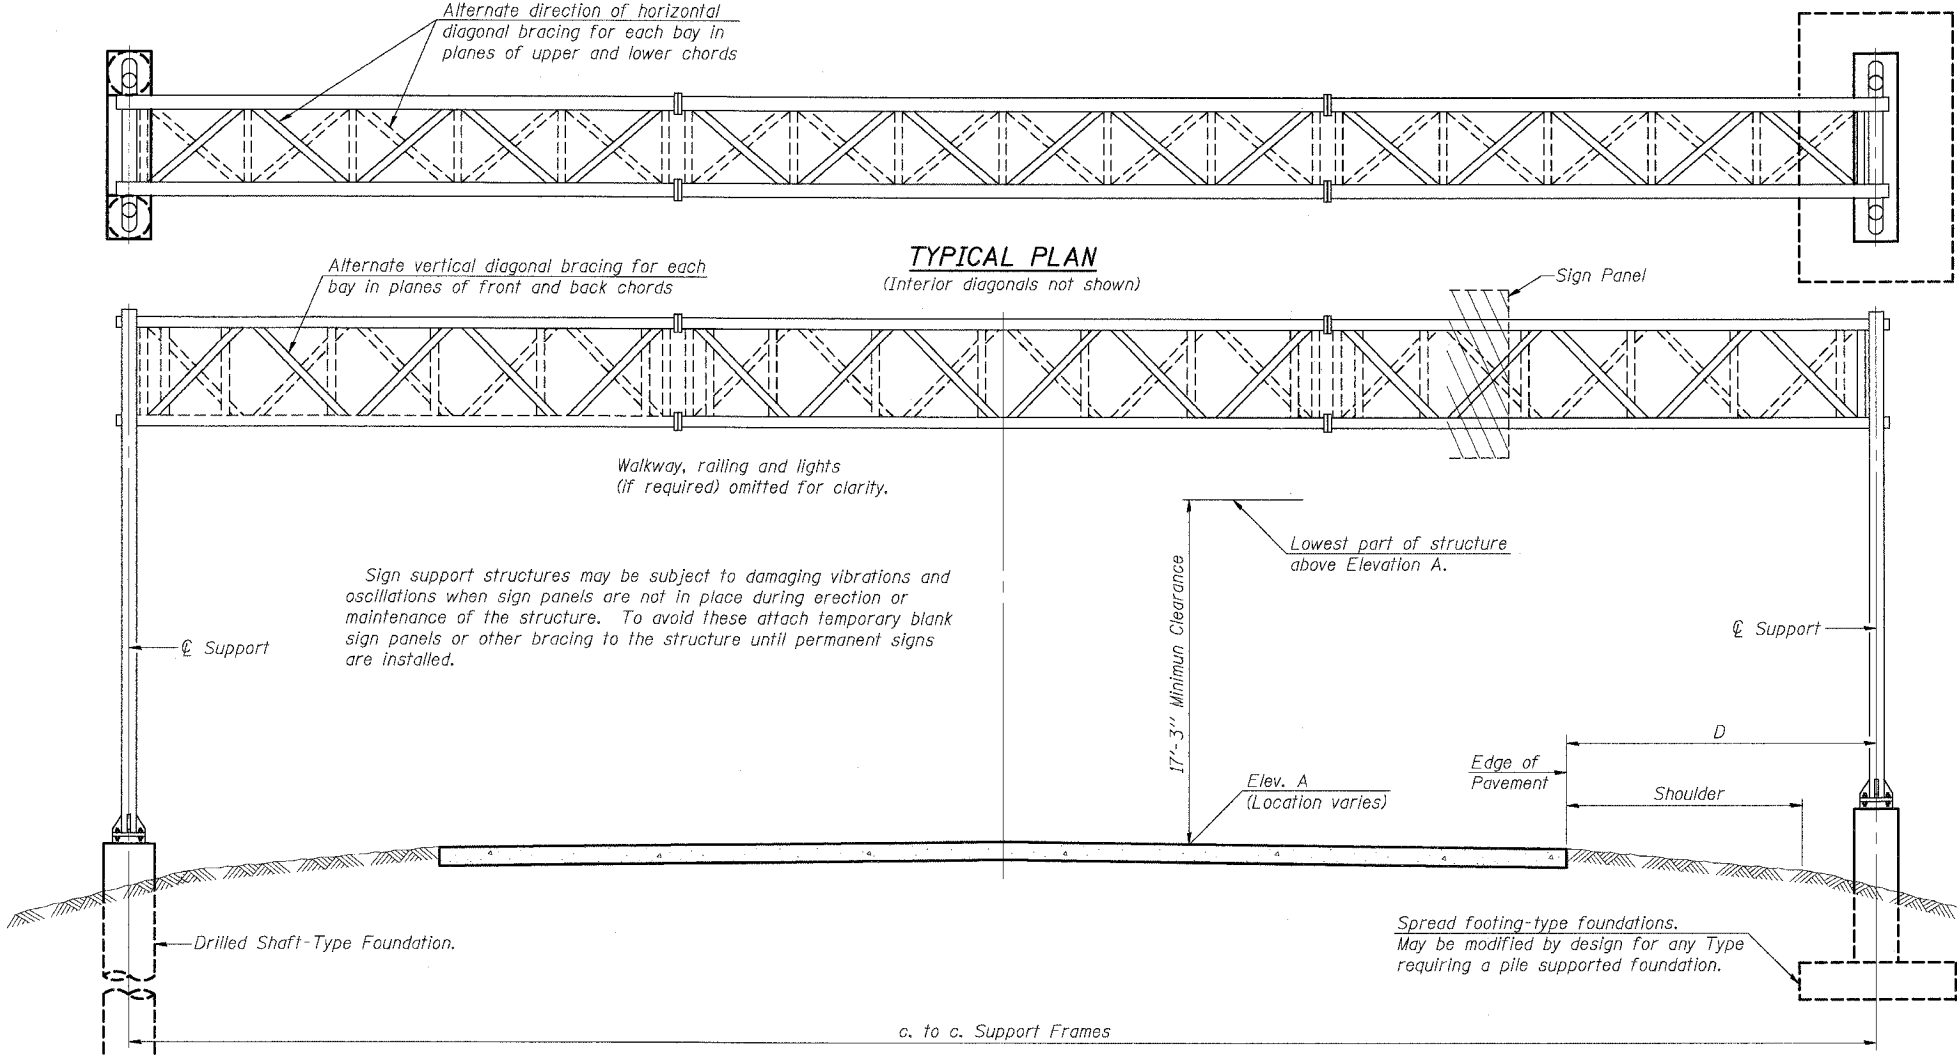 Alternate direction of horizontal
diagonal bracing for each bay in
planes of upper and lower chords
TYPICAL PLAN
(Interior diagonals not shown)
Alternate vertical diagonal bracing for each
bay in planes of front and back chords
Sign Panel
Walkway, railing and lights
(if required) omitted for clarity.
Lowest part of structure
above Elevation A.
Sign support structures may be subject to damaging vibrations and
oscillations when sign panels are not in place during erection or
maintenance of the structure. To avoid these attach temporary blank
sign panels or other bracing to the structure until permanent signs
are installed.
℄ Support
17'-3" Minimun Clearance
℄ Support
D
Edge of
Pavement
Shoulder
Elev. A
(Location varies)
Drilled Shaft-Type Foundation.
Spread footing-type foundations.
May be modified by design for any Type
requiring a pile supported foundation.
c. to c. Support Frames